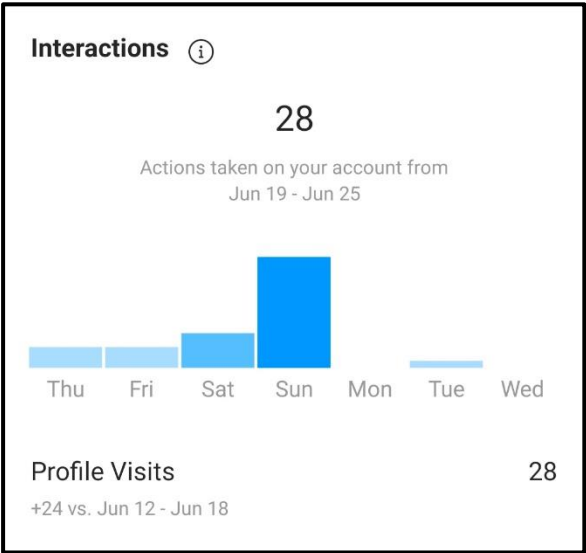 Interactions
28
Actions taken on your account from
Jun 19 - Jun 25
Thu Fri Sat Sun Mon Tue Wed
Profile Visits 28
+24 vs. Jun 12 - Jun 18